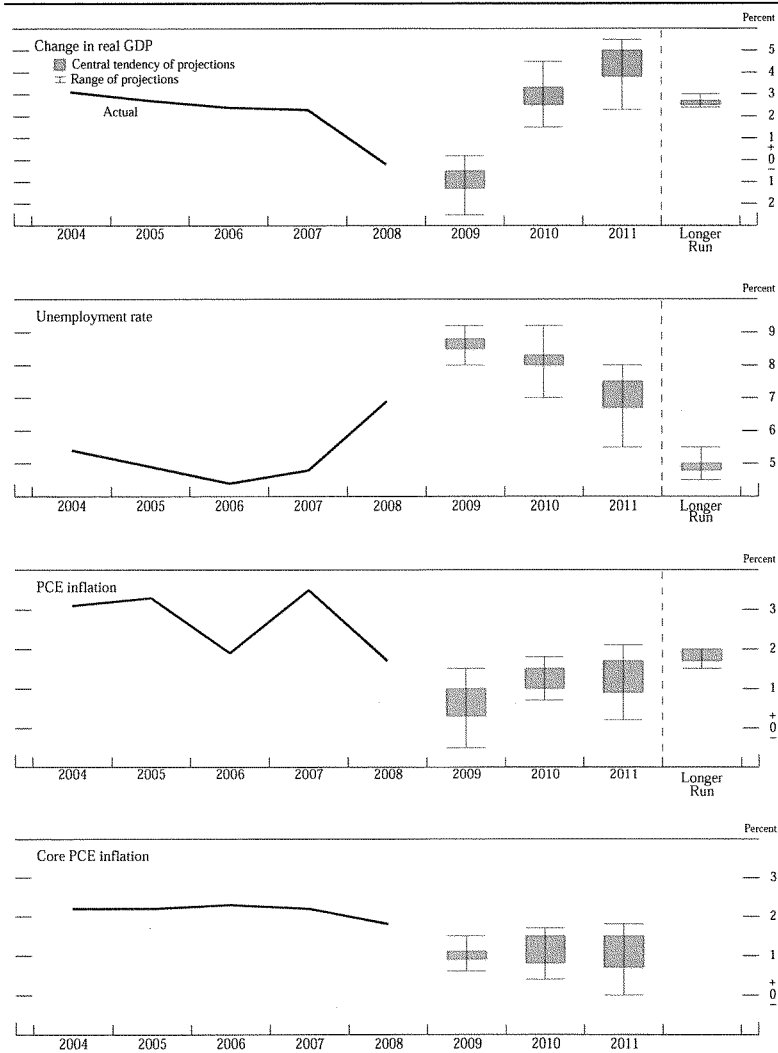 Percent
Change in real GDP
Central tendency of projections
Range of projections
Actual
5
4
3
2
1
+
0
−
1
2
2004 2005 2006 2007 2008 2009 2010 2011 Longer
Run
Percent
Unemployment rate
9
8
7
6
5
2004 2005 2006 2007 2008 2009 2010 2011 Longer
Run
Percent
PCE inflation
3
2
1
+
0
−
2004 2005 2006 2007 2008 2009 2010 2011 Longer
Run
Percent
Core PCE inflation
3
2
1
+
0
−
2004 2005 2006 2007 2008 2009 2010 2011